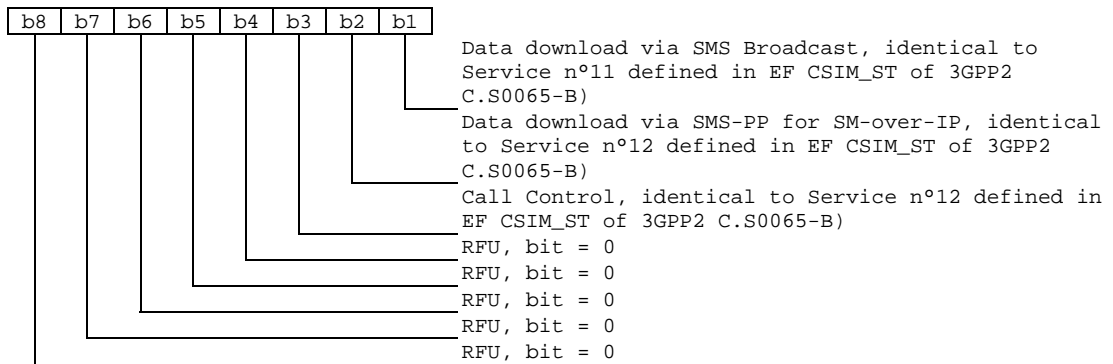 b8 b7 b6 b5 b4 b3 b2 b1
Data download via SMS Broadcast, identical to
Service nº11 defined in EF CSIM_ST of 3GPP2
C.S0065-B)
Data download via SMS-PP for SM-over-IP, identical
to Service nº12 defined in EF CSIM_ST of 3GPP2
C.S0065-B)
Call Control, identical to Service nº12 defined in
EF CSIM_ST of 3GPP2 C.S0065-B)
RFU, bit = 0
RFU, bit = 0
RFU, bit = 0
RFU, bit = 0
RFU, bit = 0